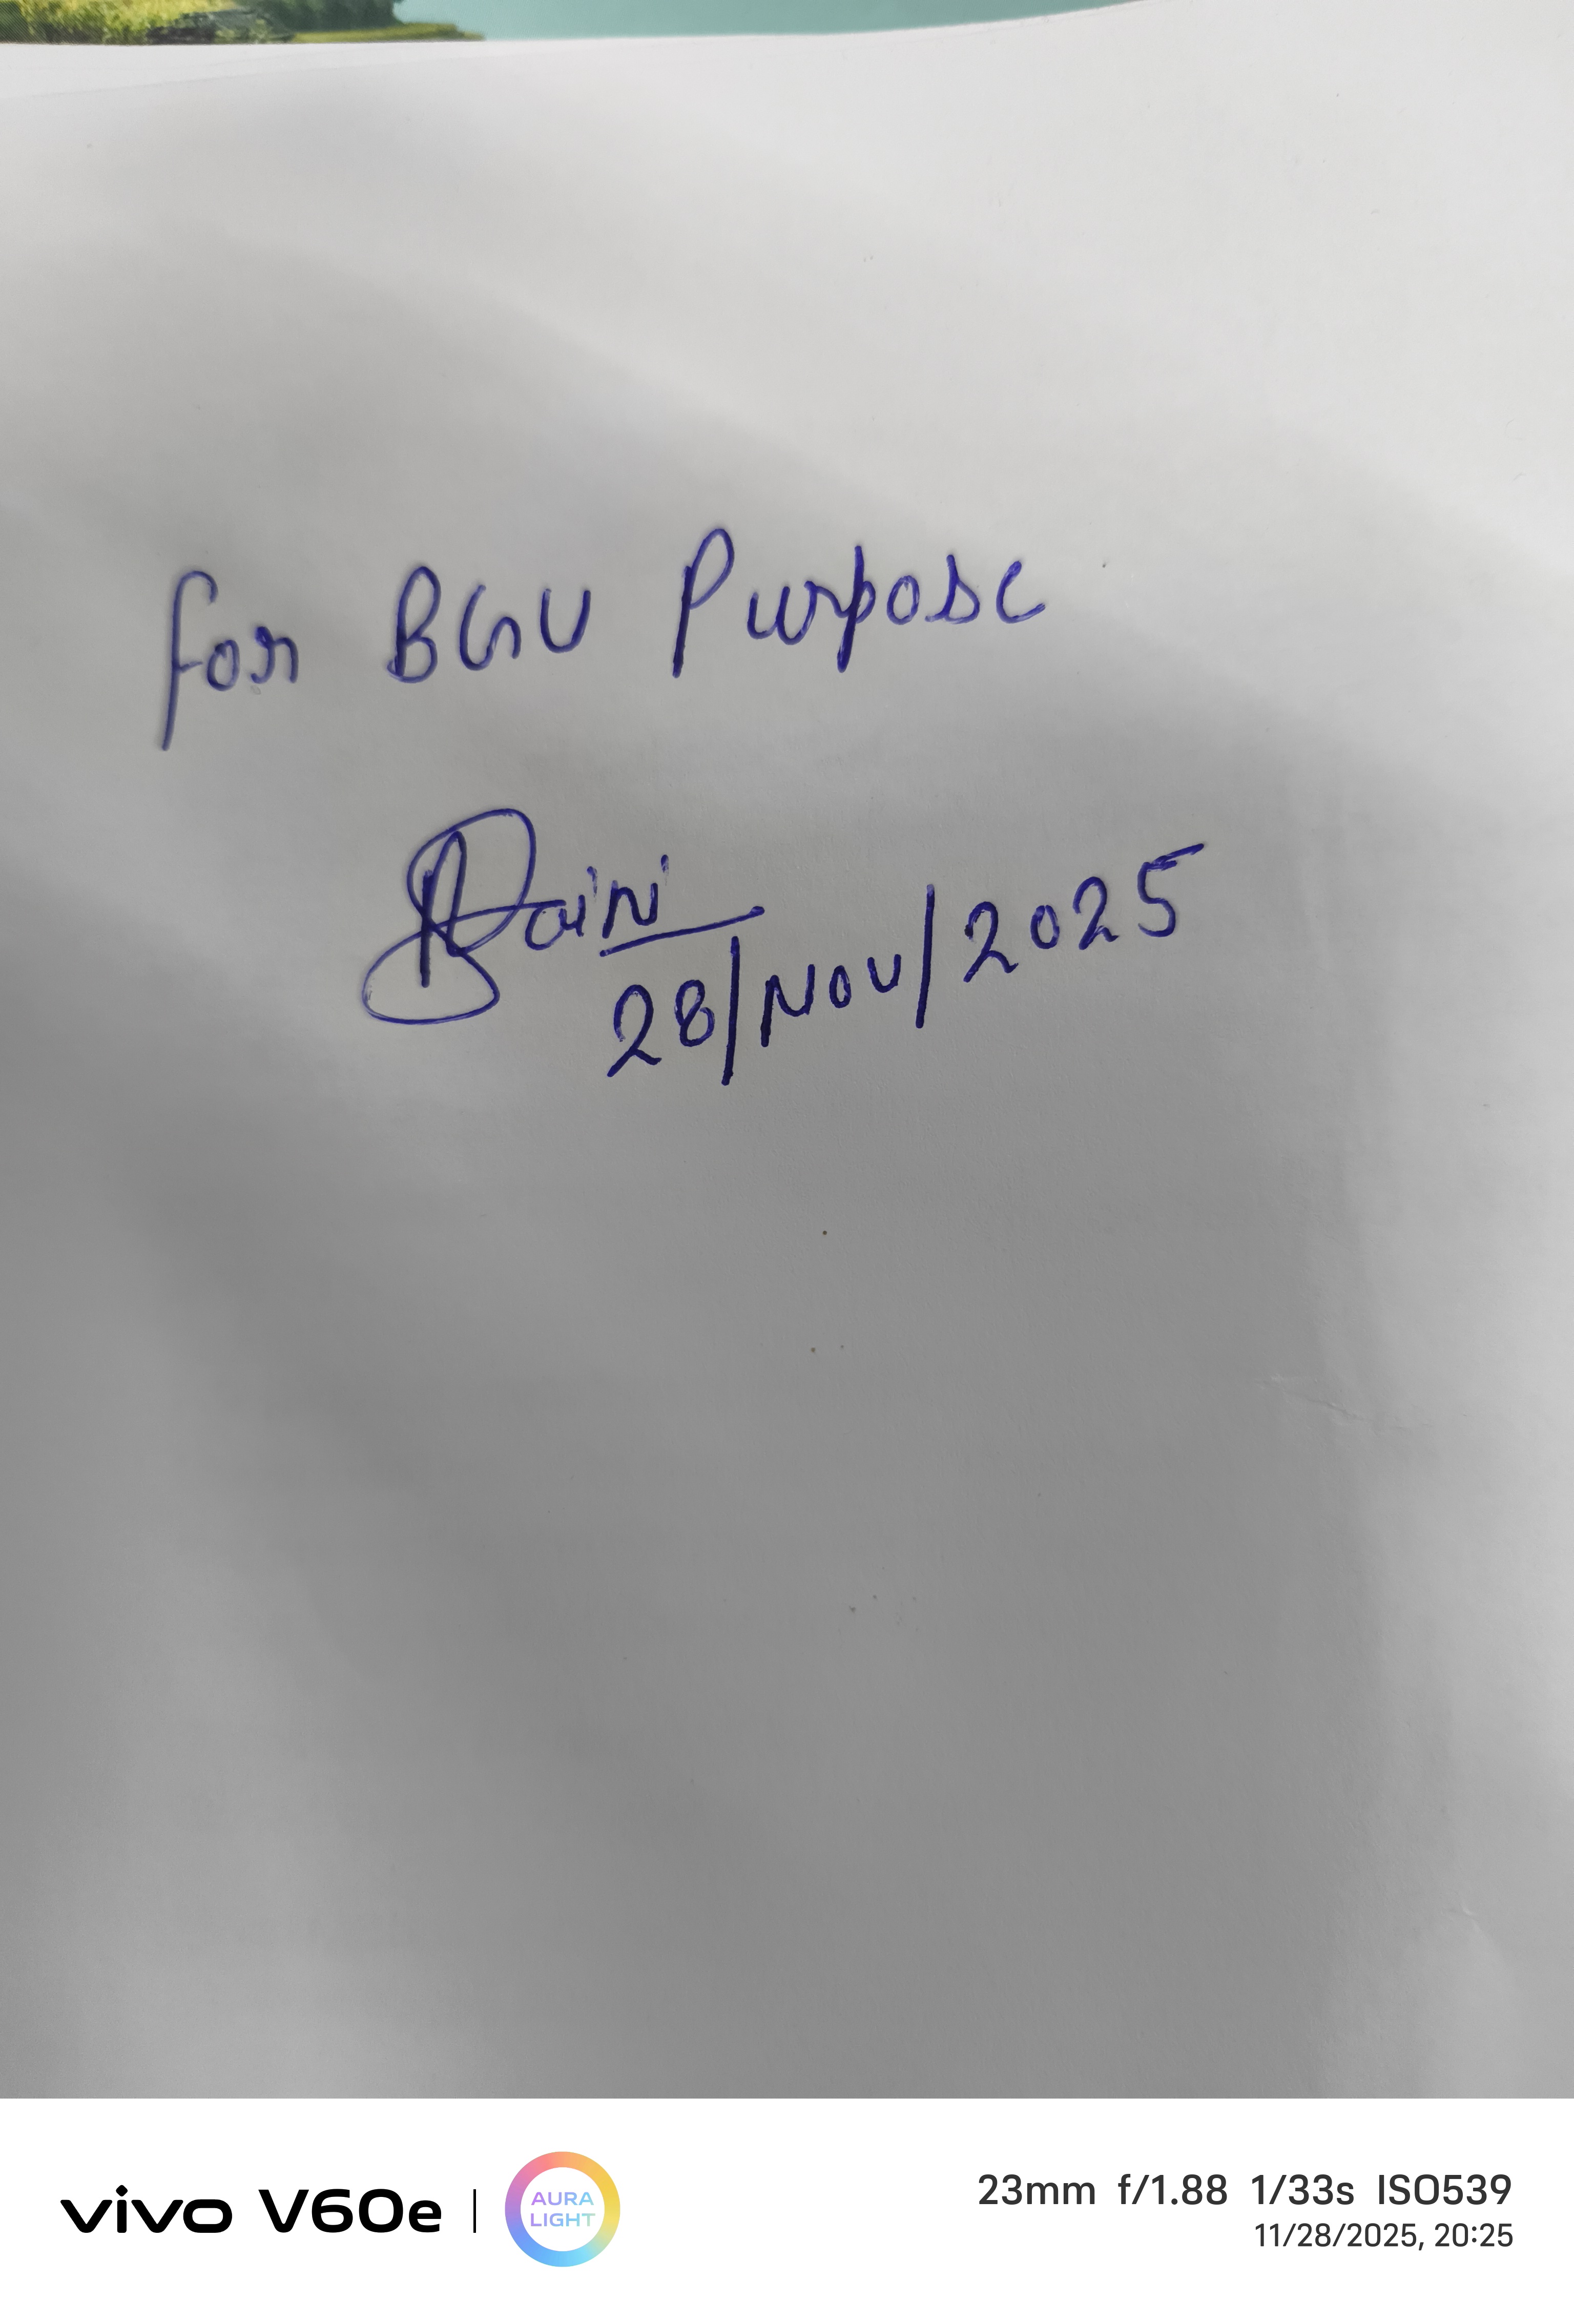 for BGV Purpose
Saini
28/Nov/2025
vivo V60e | AURA LIGHT
23mm f/1.88 1/33s ISO539
11/28/2025, 20:25